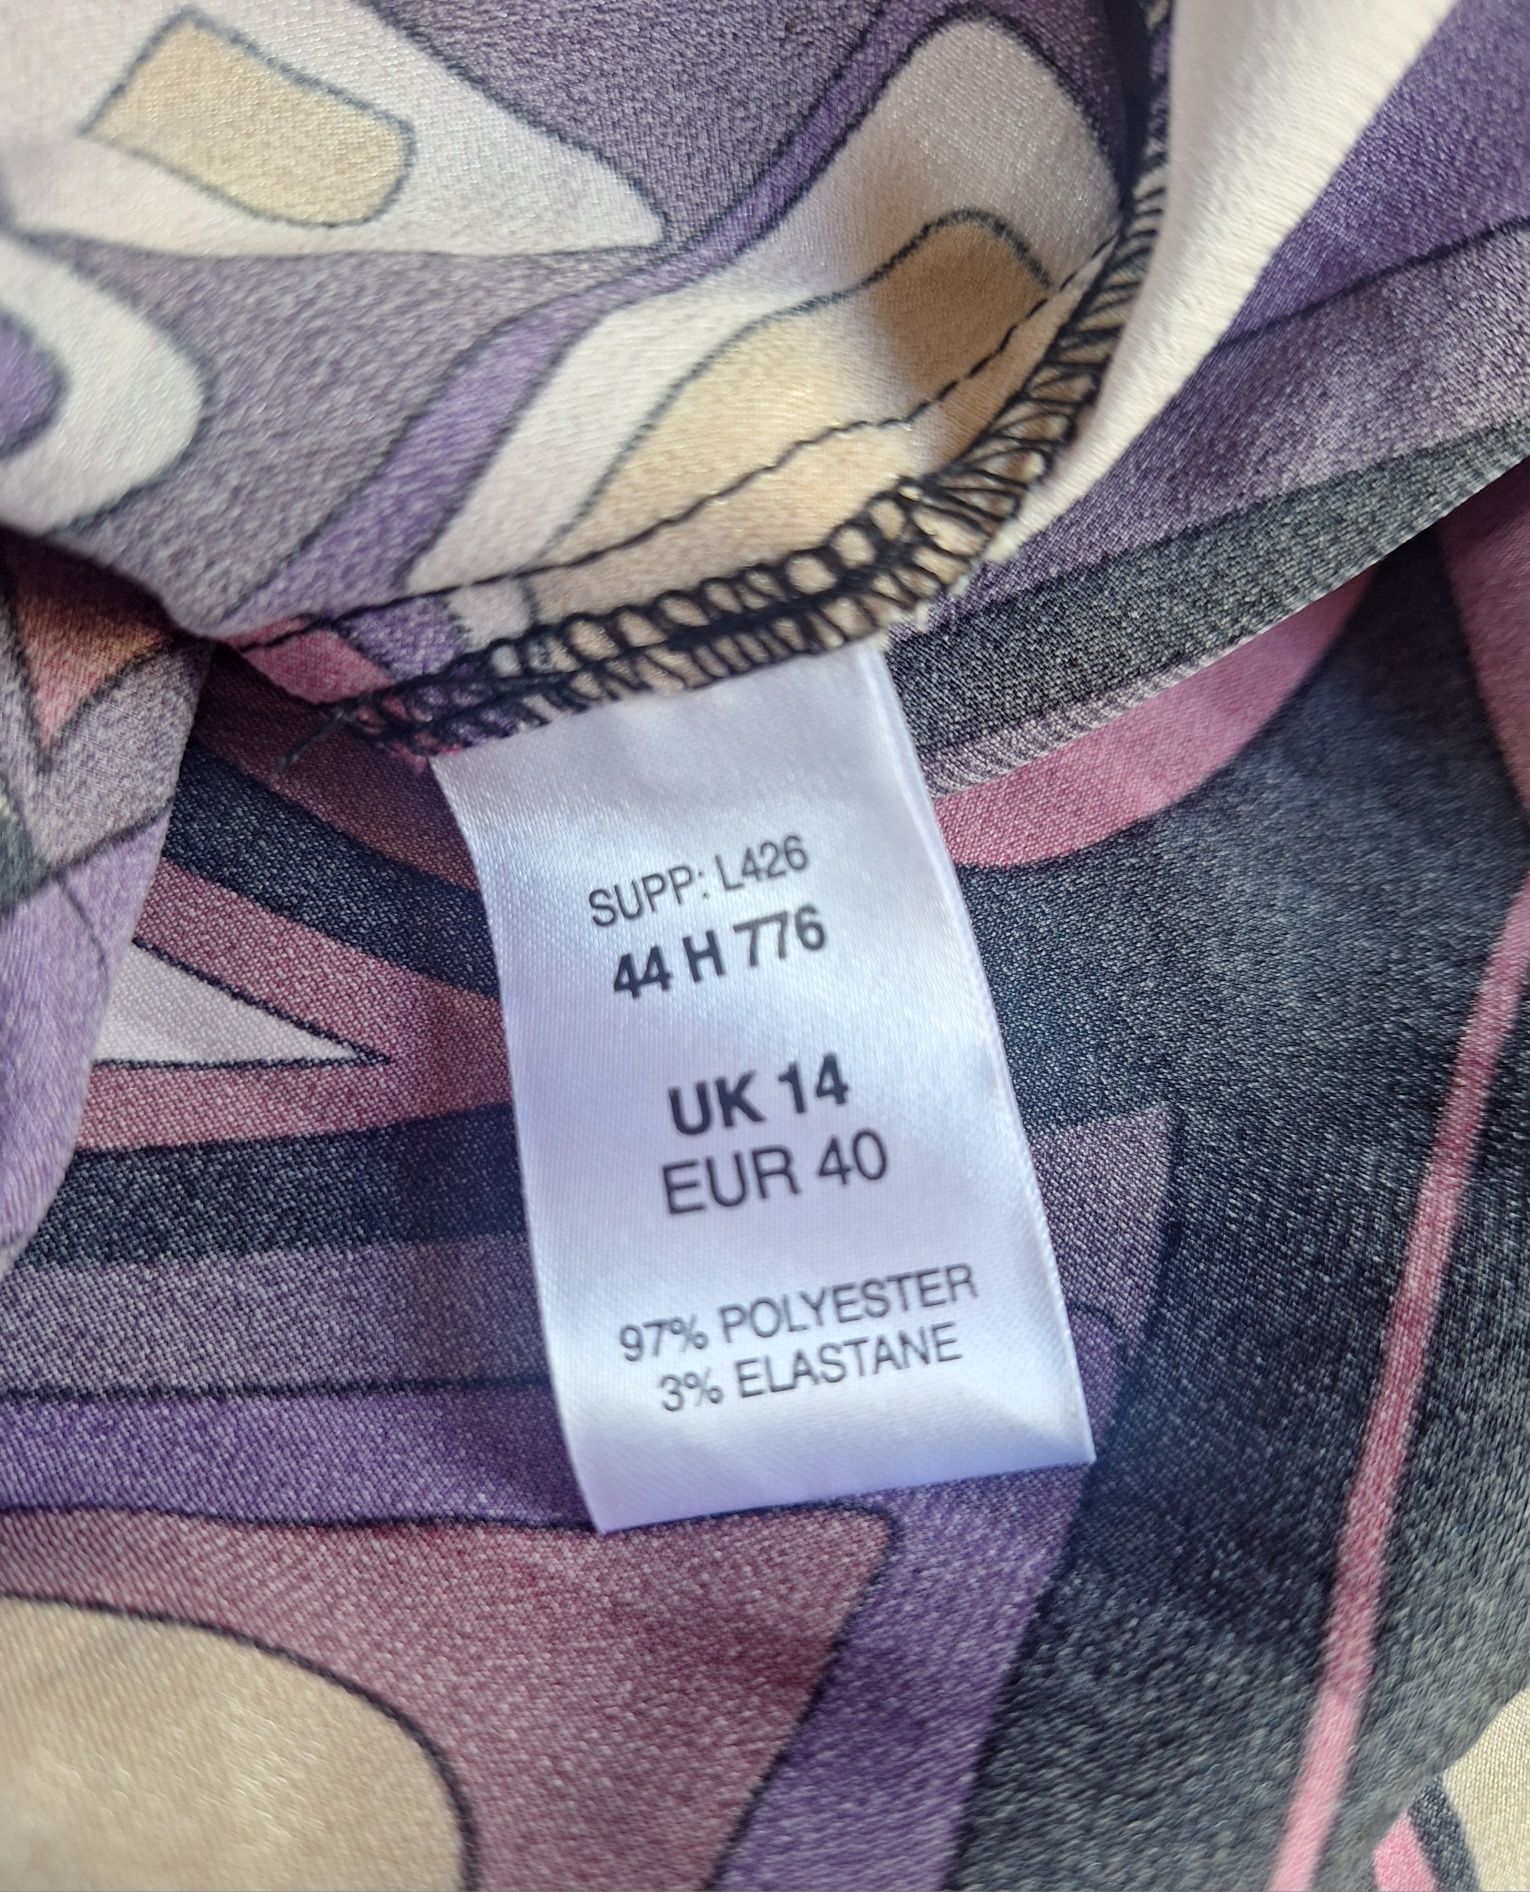 SUPP: L426
44 H 776
UK 14
EUR 40
97% POLYESTER
3% ELASTANE